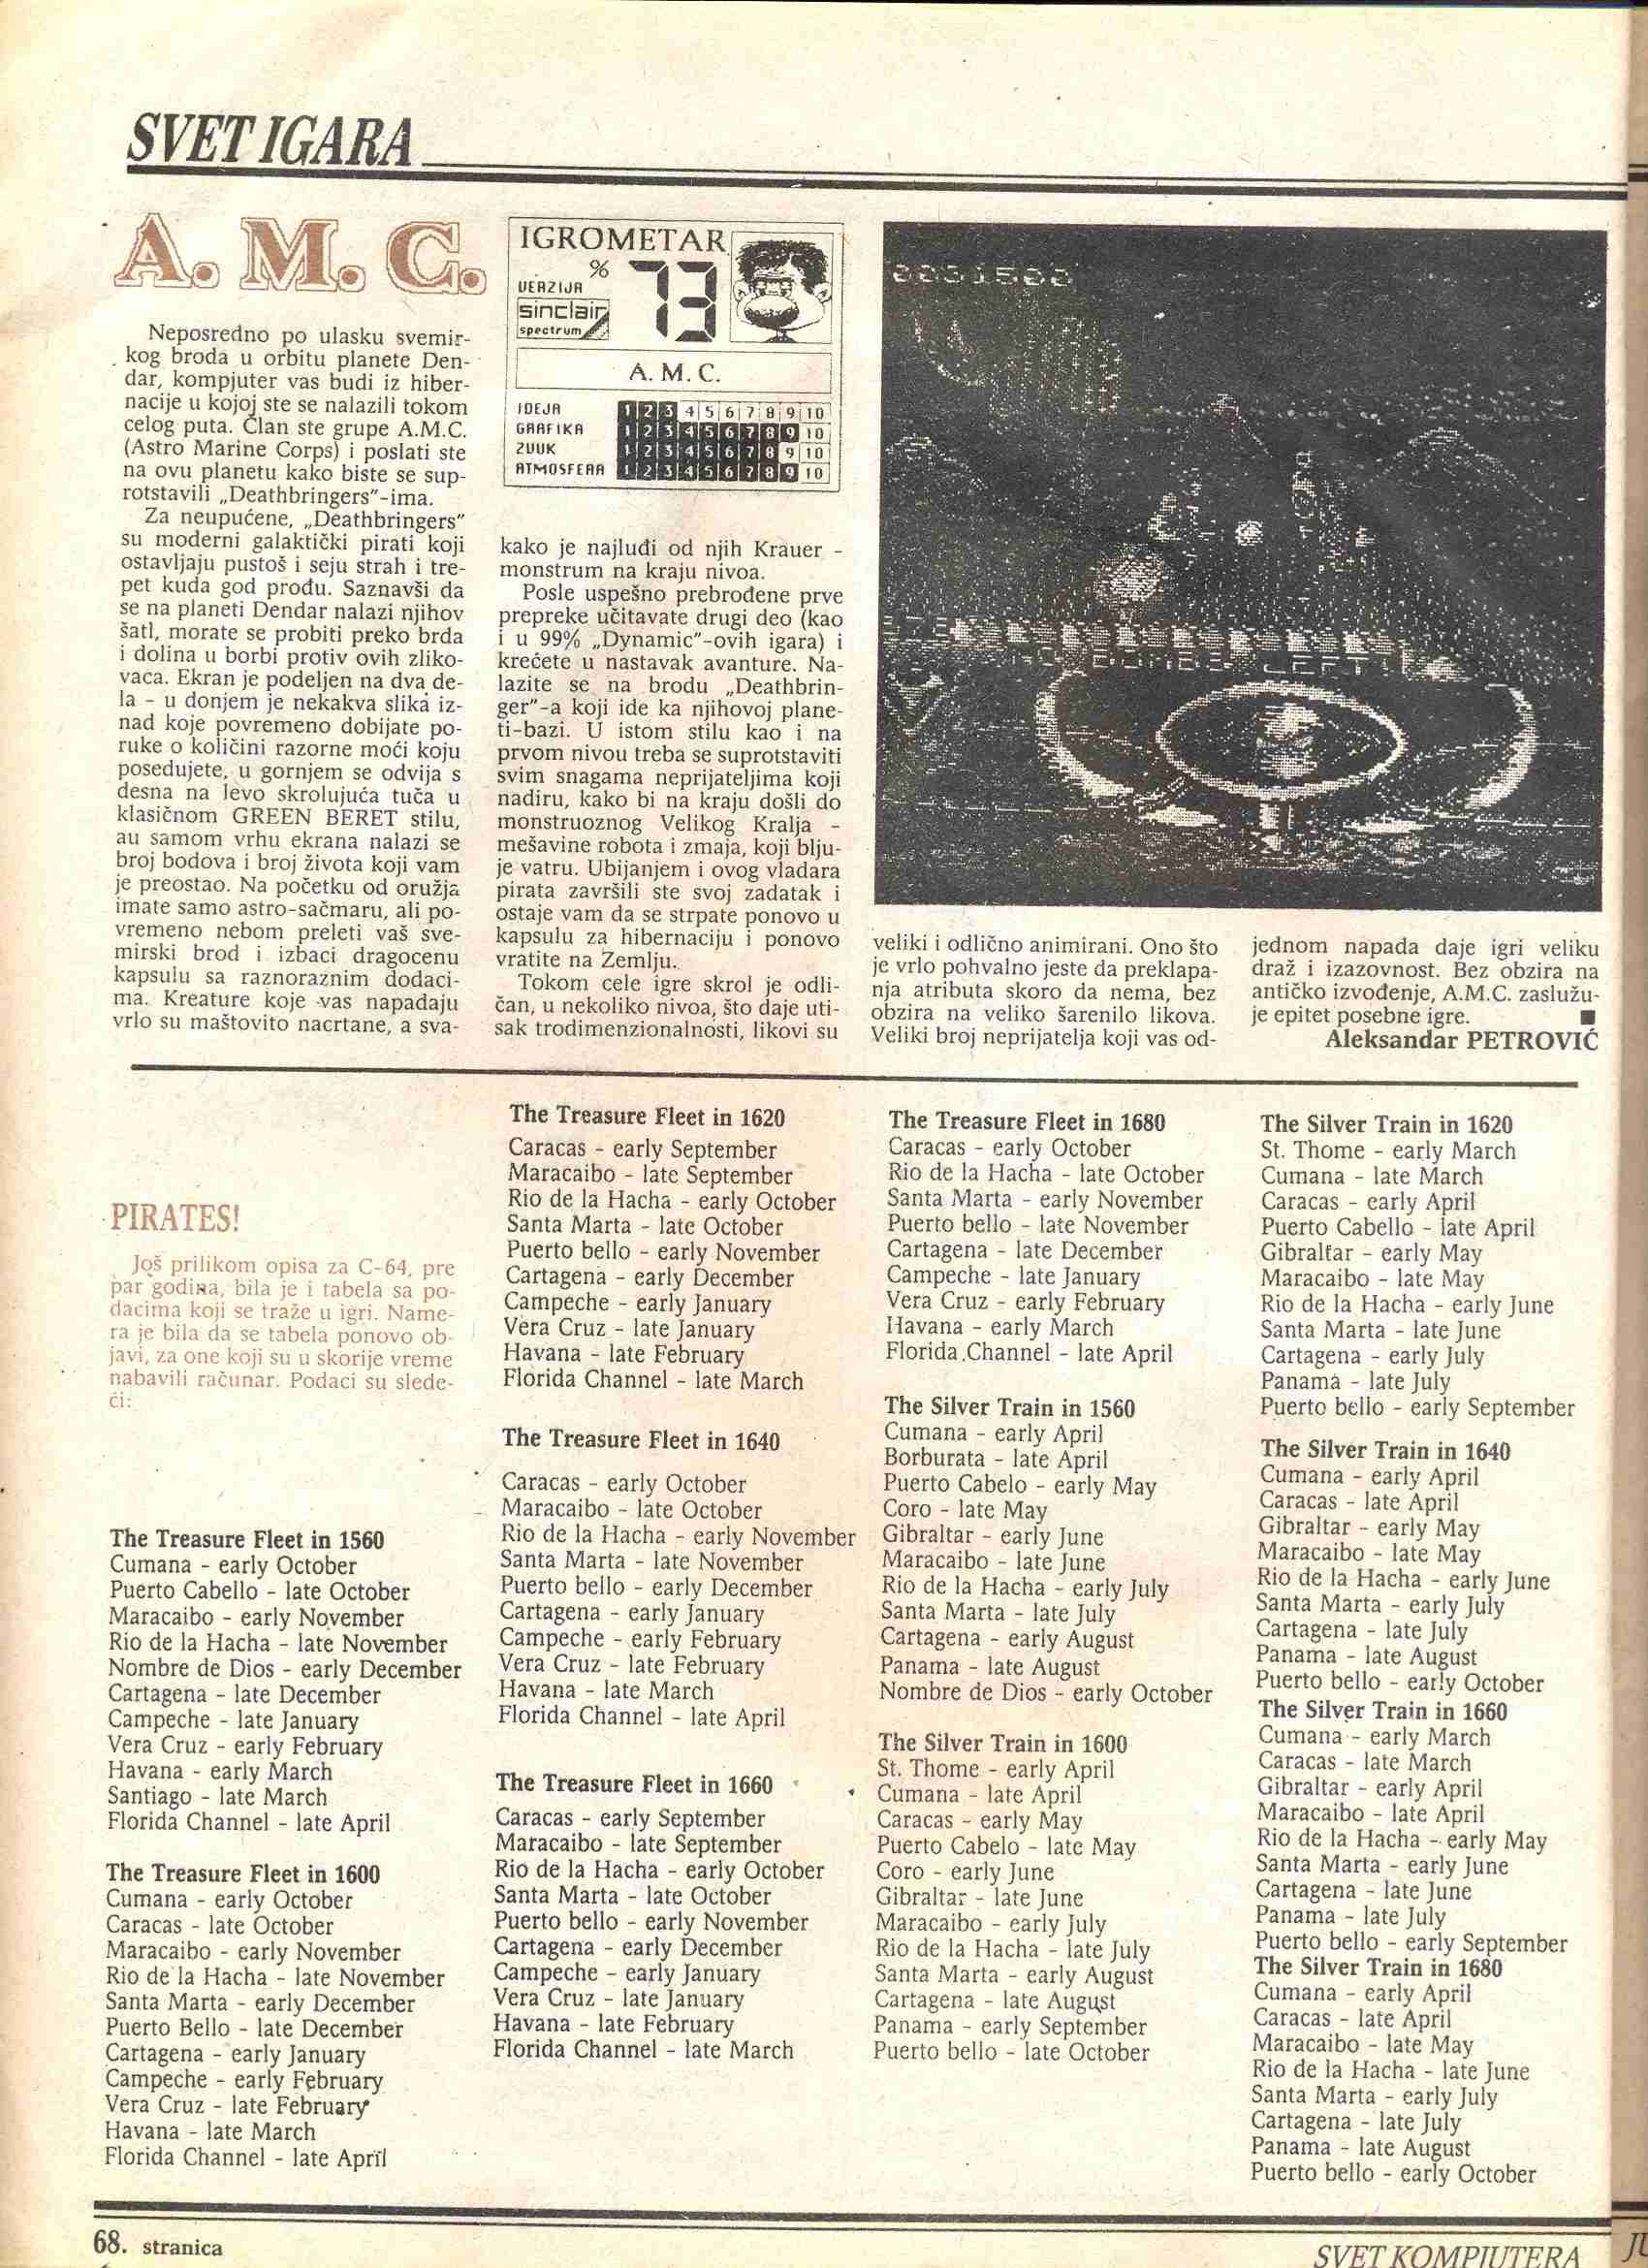 SVET IGARA
A. M. C.
Neposredno po ulasku svemir-
kog broda u orbitu planete Den-
dar, kompjuter vas budi iz hiber-
nacije u kojoj ste se nalazili tokom
celog puta. Član ste grupe A.M.C.
(Astro Marine Corps) i poslati ste
na ovu planetu kako biste se sup-
rotstavili „Deathbringers”-ima.
Za neupućene, „Deathbringers”
su moderni galaktički pirati koji
ostavljaju pustoš i seju strah i tre-
pet kuda god prođu. Saznavši da
se na planeti Dendar nalazi njihov
šatl, morate se probiti preko brda
i dolina u borbi protiv ovih zliko-
vaca. Ekran je podeljen na dva de-
la – u donjem je nekakva slika iz-
nad koje povremeno dobijate po-
ruke o količini razorne moći koju
posedujete, u gornjem se odvija s
desna na levo skrolujuća tuča u
klasičnom GREEN BERET stilu,
au samom vrhu ekrana nalazi se
broj bodova i broj života koji vam
je preostao. Na početku od oružja
imate samo astro-sačmaru, ali po-
vremeno nebom preleti vaš sve-
mirski brod i izbaci dragocenu
kapsulu sa raznoraznim dodaci-
ma. Kreature koje vas napadaju
vrlo su maštovito nacrtane, a sva-
IGROMETAR
%
73
VERZIJA
sinclair
spectrum
A. M. C.
IDEJA 1 2 3 4 5 6 7 8 9 10
GRAFIKA 1 2 3 4 5 6 7 8 9 10
ZVUK 1 2 3 4 5 6 7 8 9 10
ATMOSFERA 1 2 3 4 5 6 7 8 9 10
kako je najluđi od njih Krauer –
monstrum na kraju nivoa.
Posle uspešno prebrođene prve
prepreke učitavate drugi deo (kao
i u 99% „Dynamic”-ovih igara) i
krećete u nastavak avanture. Na-
lazite se na brodu „Deathbrin-
ger”-a koji ide ka njihovoj plane-
ti-bazi. U istom stilu kao i na
prvom nivou treba se suprotstaviti
svim snagama neprijateljima koji
nadiru, kako bi na kraju došli do
monstruoznog Velikog Kralja –
mešavine robota i zmaja, koji blju-
je vatru. Ubijanjem i ovog vladara
pirata završili ste svoj zadatak i
ostaje vam da se strpate ponovo u
kapsulu za hibernaciju i ponovo
vratite na Zemlju.
Tokom cele igre skrol je odli-
čan, u nekoliko nivoa, što daje uti-
sak trodimenzionalnosti, likovi su
0031500
BOMBS LEFT
veliki i odlično animirani. Ono što
je vrlo pohvalno jeste da preklapa-
nja atributa skoro da nema, bez
obzira na veliko šarenilo likova.
Veliki broj neprijatelja koji vas od-
jednom napada daje igri veliku
draž i izazovnost. Bez obzira na
antičko izvođenje, A.M.C. zaslužu-
je epitet posebne igre. ■
Aleksandar PETROVIĆ
PIRATES!
Još prilikom opisa za C-64, pre
par godina, bila je i tabela sa po-
dacima koji se traže u igri. Name-
ra je bila da se tabela ponovo ob-
javi, za one koji su u skorije vreme
nabavili računar. Podaci su slede-
ći:
The Treasure Fleet in 1560
Cumana – early October
Puerto Cabello – late October
Maracaibo – early November
Rio de la Hacha – late November
Nombre de Dios – early December
Cartagena – late December
Campeche – late January
Vera Cruz – early February
Havana – early March
Santiago – late March
Florida Channel – late April
The Treasure Fleet in 1600
Cumana – early October
Caracas – late October
Maracaibo – early November
Rio de la Hacha – late November
Santa Marta – early December
Puerto Bello – late December
Cartagena – early January
Campeche – early February
Vera Cruz – late February
Havana – late March
Florida Channel – late April
The Treasure Fleet in 1620
Caracas – early September
Maracaibo – late September
Rio de la Hacha – early October
Santa Marta – late October
Puerto bello – early November
Cartagena – early December
Campeche – early January
Vera Cruz – late January
Havana – late February
Florida Channel – late March
The Treasure Fleet in 1640
Caracas – early October
Maracaibo – late October
Rio de la Hacha – early November
Santa Marta – late November
Puerto bello – early December
Cartagena – early January
Campeche – early February
Vera Cruz – late February
Havana – late March
Florida Channel – late April
The Treasure Fleet in 1660
Caracas – early September
Maracaibo – late September
Rio de la Hacha – early October
Santa Marta – late October
Puerto bello – early November
Cartagena – early December
Campeche – early January
Vera Cruz – late January
Havana – late February
Florida Channel – late March
The Treasure Fleet in 1680
Caracas – early October
Rio de la Hacha – late October
Santa Marta – early November
Puerto bello – late November
Cartagena – late December
Campeche – late January
Vera Cruz – early February
Havana – early March
Florida Channel – late April
The Silver Train in 1560
Cumana – early April
Borburata – late April
Puerto Cabelo – early May
Coro – late May
Gibraltar – early June
Maracaibo – late June
Rio de la Hacha – early July
Santa Marta – late July
Cartagena – early August
Panama – late August
Nombre de Dios – early October
The Silver Train in 1600
St. Thome – early April
Cumana – late April
Caracas – early May
Puerto Cabelo – late May
Coro – early June
Gibraltar – late June
Maracaibo – early July
Rio de la Hacha – late July
Santa Marta – early August
Cartagena – late August
Panama – early September
Puerto bello – late October
The Silver Train in 1620
St. Thome – early March
Cumana – late March
Caracas – early April
Puerto Cabello – late April
Gibraltar – early May
Maracaibo – late May
Rio de la Hacha – early June
Santa Marta – late June
Cartagena – early July
Panama – late July
Puerto bello – early September
The Silver Train in 1640
Cumana – early April
Caracas – late April
Gibraltar – early May
Maracaibo – late May
Rio de la Hacha – early June
Santa Marta – early July
Cartagena – late July
Panama – late August
Puerto bello – early October
The Silver Train in 1660
Cumana – early March
Caracas – late March
Gibraltar – early April
Maracaibo – late April
Rio de la Hacha – early May
Santa Marta – early June
Cartagena – late June
Panama – late July
Puerto bello – early September
The Silver Train in 1680
Cumana – early April
Caracas – late April
Maracaibo – late May
Rio de la Hacha – late June
Santa Marta – early July
Cartagena – late July
Panama – late August
Puerto bello – early October
68. stranica
SVET KOMPJUTERA